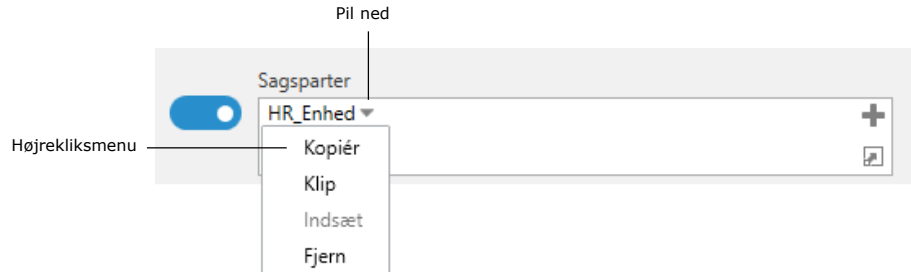 Pil ned
Sagsparter
HR_Enhed
Højrekliksmenu
Kopiér
Klip
Indsæt
Fjern